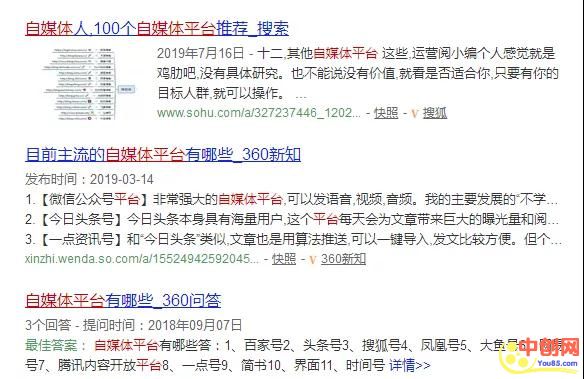 自媒体人,100个自媒体平台推荐_搜索
2019年7月16日 - 十二,其他自媒体平台 这些,运营阅小编个人感觉就是
鸡肋吧,没有具体研究。也不能说没有价值,就看是否适合你,只要有你的
目标人群,就可以操作。 ...
www.sohu.com/a/327237446_1202... - 快照 - V 搜狐
目前主流的自媒体平台有哪些_360新知
发布时间：2019-03-14
1.【微信公众号平台】非常强大的自媒体平台,可以发语音,视频,音频。我的主要发展的“不学...
2.【今日头条号】今日头条本身具有海量用户,这个平台每天会为文章带来巨大的曝光量和阅...
3.【一点资讯号】和“今日头条”类似,文章也是用算法推送,可以一键导入,发文比较方便。但个...
xinzhi.wenda.so.com/a/15524942592045... - 快照 - V 360新知
自媒体平台有哪些_360问答
3个回答 - 提问时间：2018年09月07日
最佳答案： 自媒体平台有哪些答：1、百家号2、头条号3、搜狐号4、凤凰号5、大鱼号6、
号7、腾讯内容开放平台8、一点号9、简书10、界面11、时间号 详情>>
中创网
You85.com